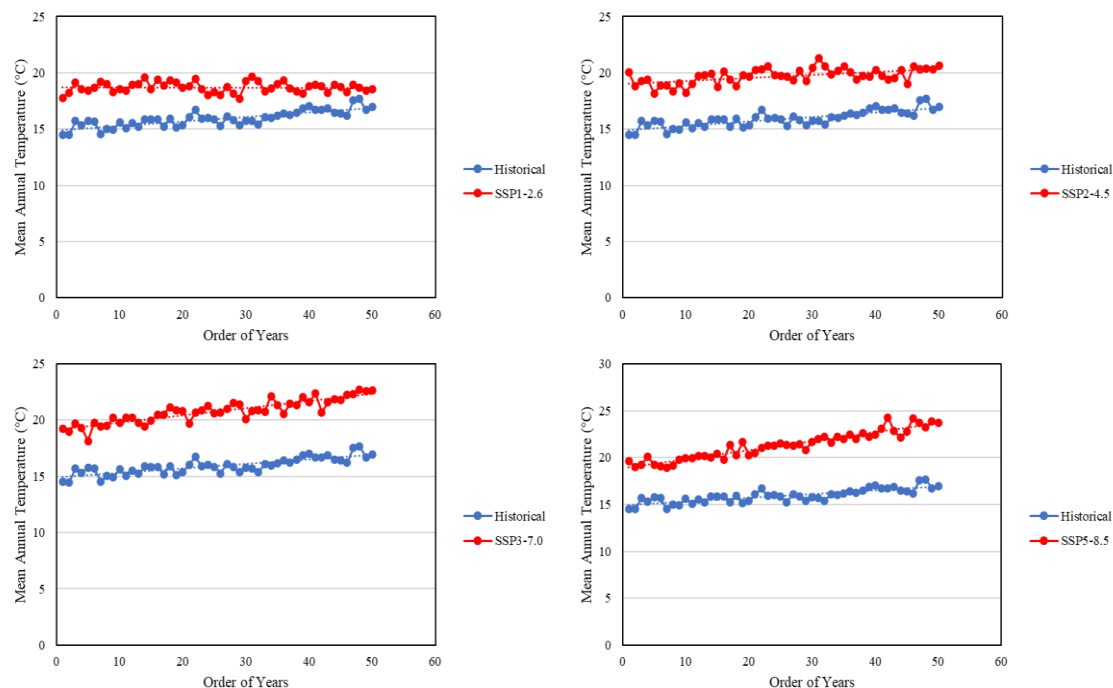 Mean Annual Temperature (°C)
25
20
15
10
5
0
0 10 20 30 40 50 60
Order of Years
Historical
SSP1-2.6
Mean Annual Temperature (°C)
25
20
15
10
5
0
0 10 20 30 40 50 60
Order of Years
Historical
SSP2-4.5
Mean Annual Temperature (°C)
25
20
15
10
5
0
0 10 20 30 40 50 60
Order of Years
Historical
SSP3-7.0
Mean Annual Temperature (°C)
30
25
20
15
10
5
0
0 10 20 30 40 50 60
Order of Years
Historical
SSP5-8.5